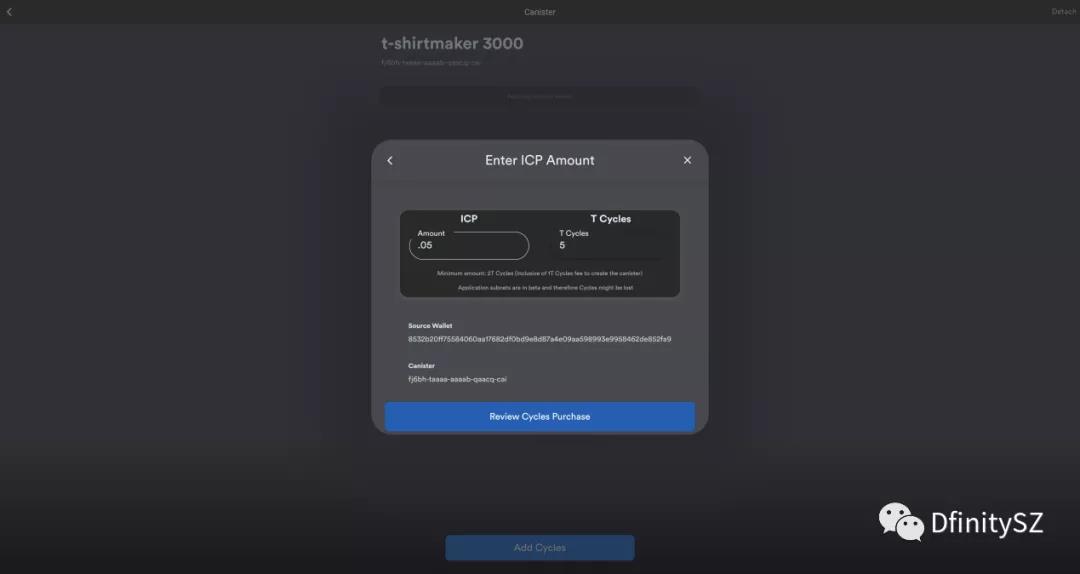 Canister
Detach
t-shirtmaker 3000
fj6bh-taaaa-aaaab-qaacq-cai
Enter ICP Amount
ICP
T Cycles
Amount
T Cycles
.05
5
Minimum amount: 2T Cycles (inclusive of 1T Cycles fee to create the canister)
Application subnets are in beta and therefore Cycles might be lost
Source Wallet
8532b20ff75584060aa17682df0bd9e8d87a4e09aa598993e9958462de852fa9
Canister
fj6bh-taaaa-aaaab-qaacq-cai
Review Cycles Purchase
DfinitySZ
Add Cycles